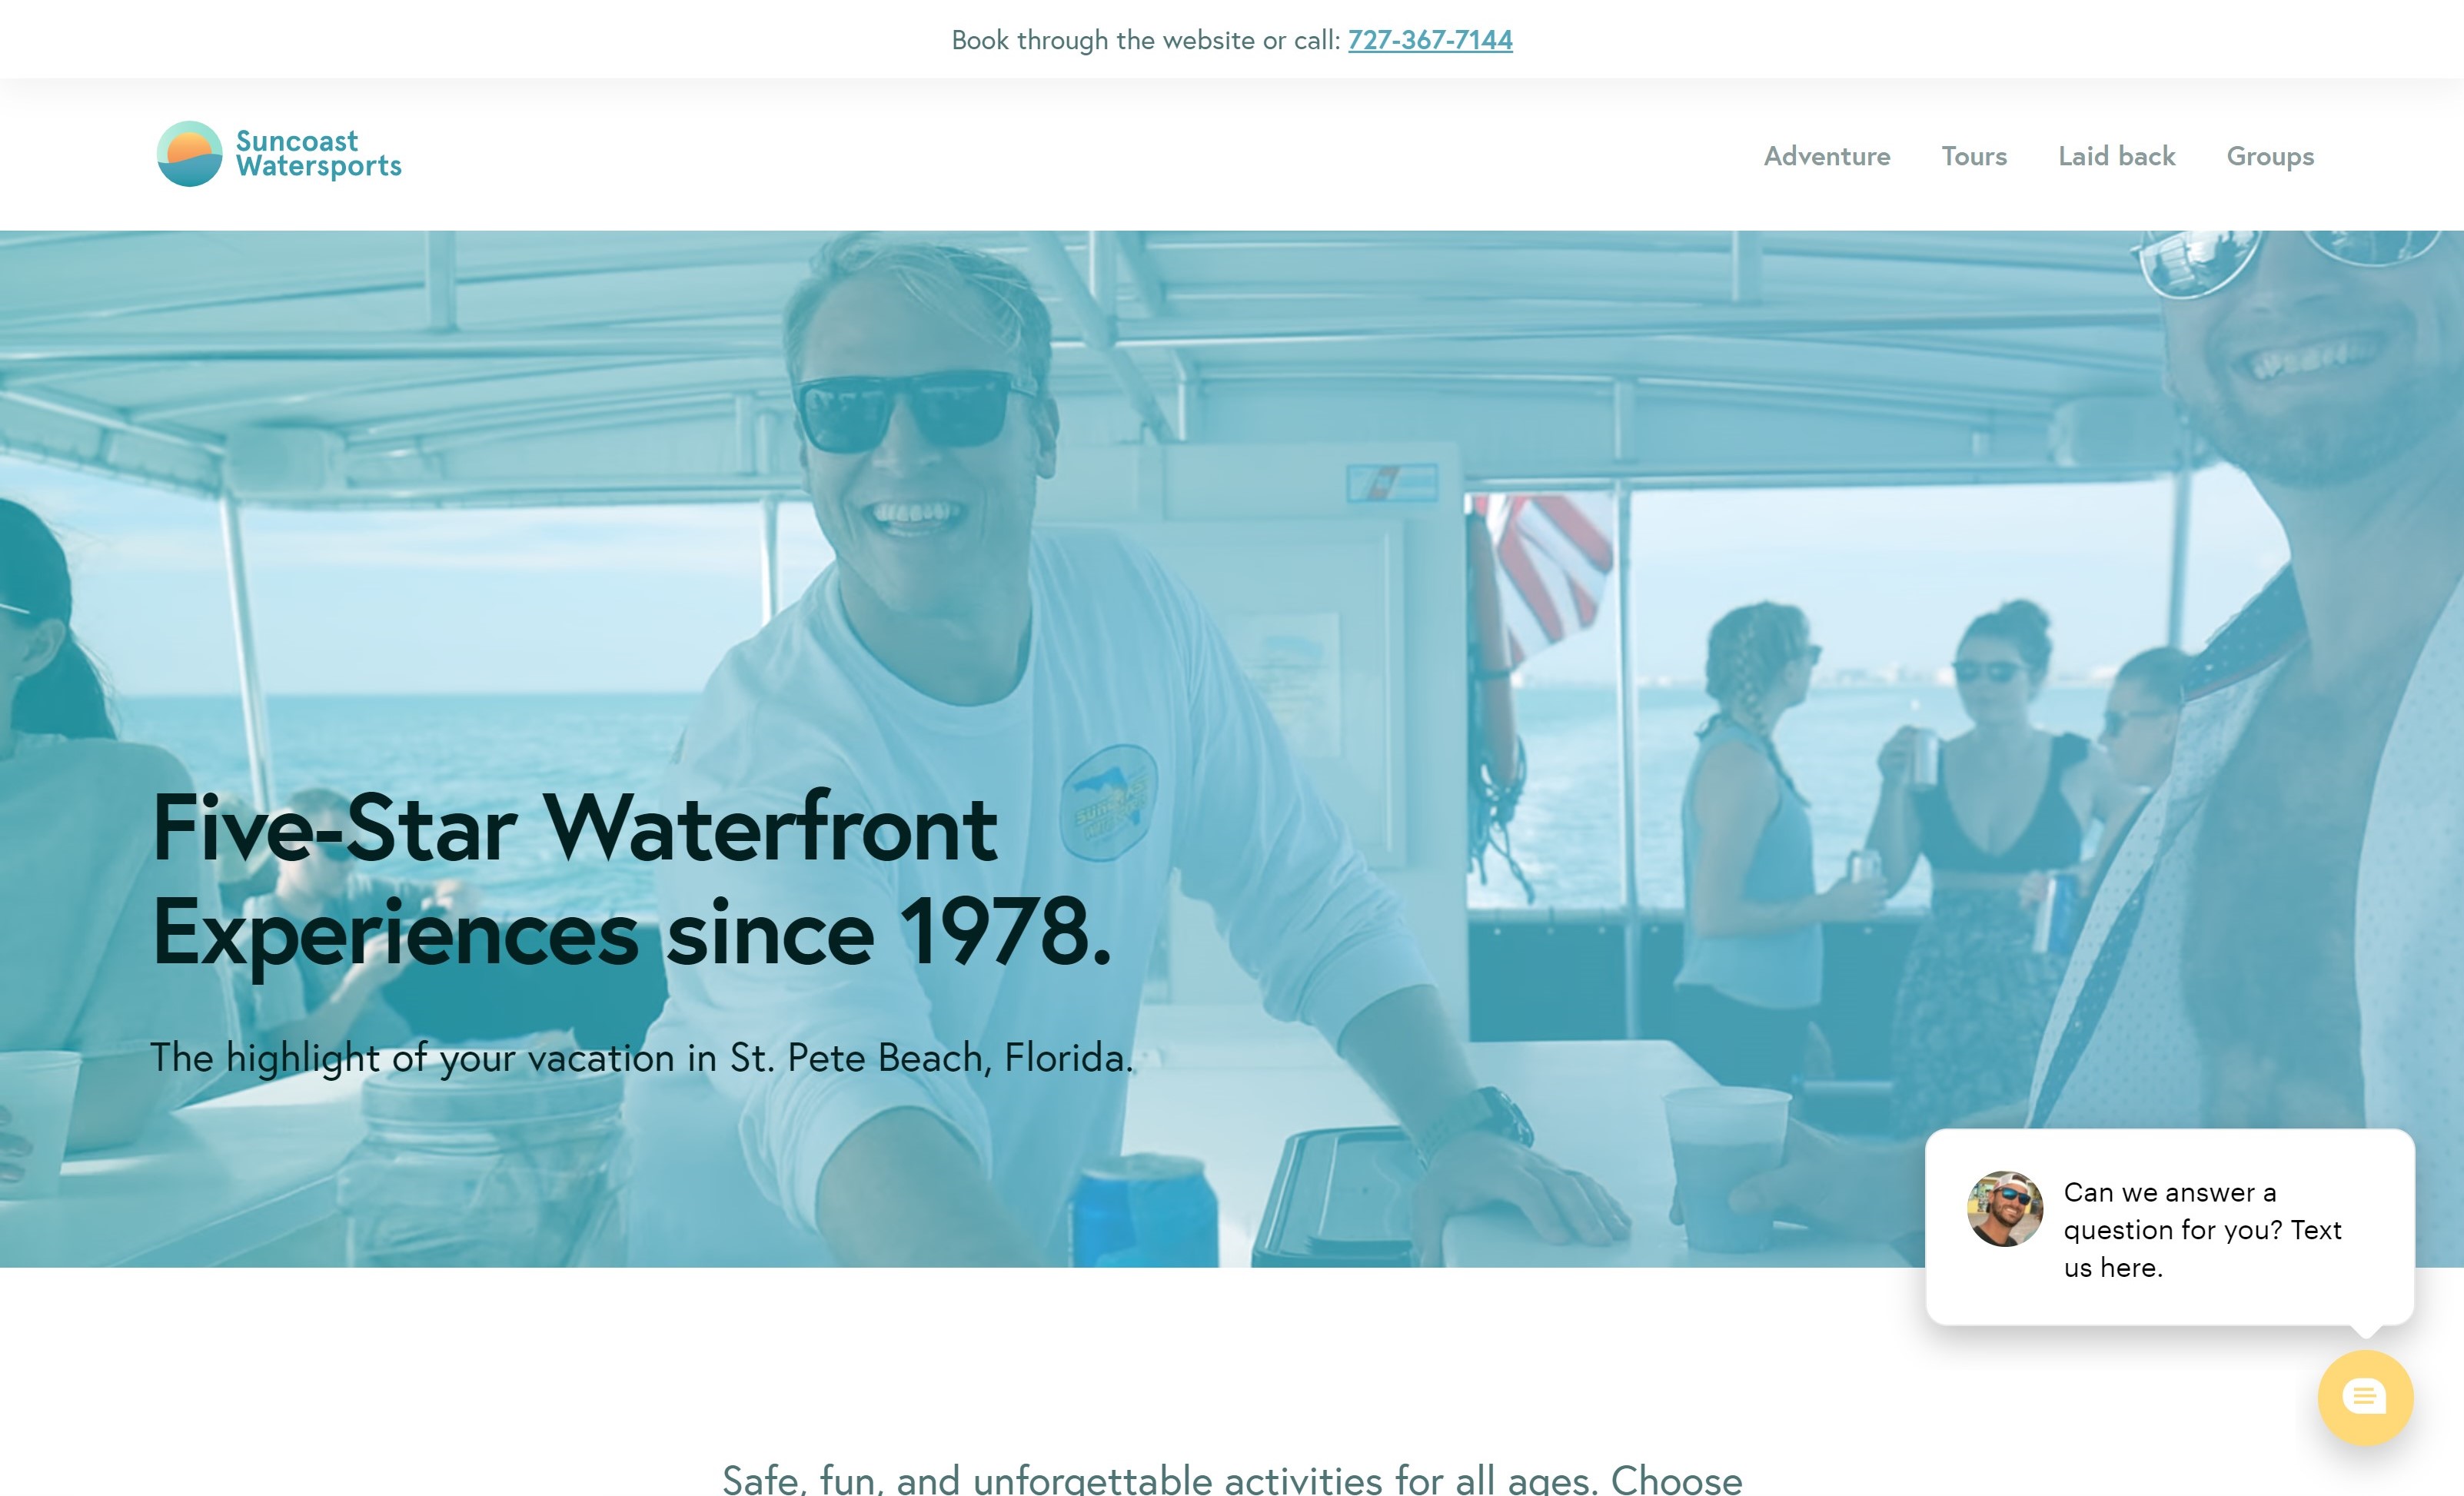 Book through the website or call: 727-367-7144
Suncoast
Watersports
Adventure Tours Laid back Groups
Five-Star Waterfront
Experiences since 1978.
The highlight of your vacation in St. Pete Beach, Florida.
Can we answer a
question for you? Text
us here.
Safe, fun, and unforgettable activities for all ages. Choose